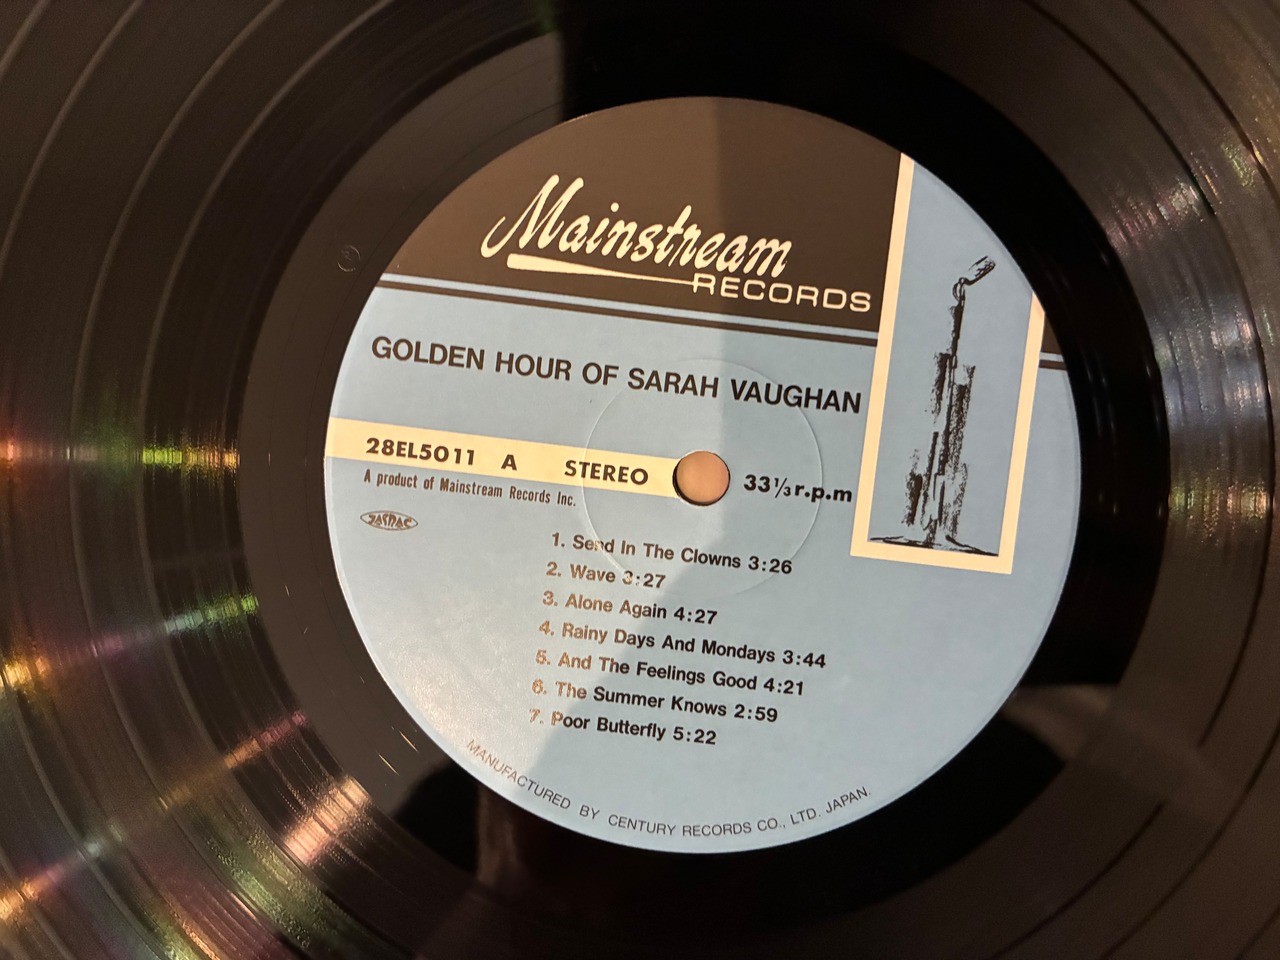 Mainstream
RECORDS
GOLDEN HOUR OF SARAH VAUGHAN
28EL5011 A STEREO 33⅓ r.p.m
A product of Mainstream Records Inc.
JASRAC
1. Send In The Clowns 3:26
2. Wave 3:27
3. Alone Again 4:27
4. Rainy Days And Mondays 3:44
5. And The Feelings Good 4:21
6. The Summer Knows 2:59
7. Poor Butterfly 5:22
MANUFACTURED BY CENTURY RECORDS CO., LTD. JAPAN.